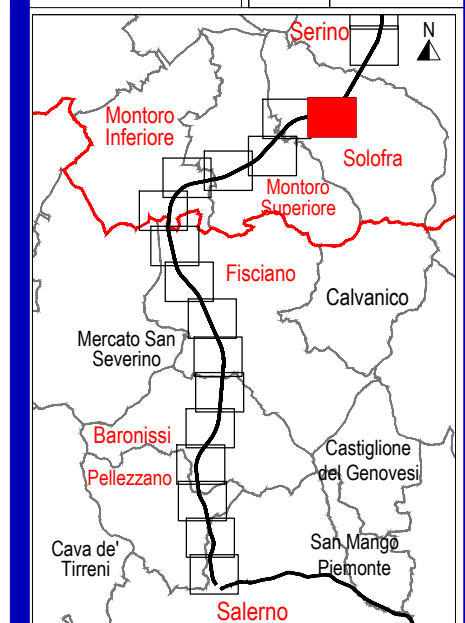 Serino
N
Montoro
Inferiore
Solofra
Montoro
Superiore
Fisciano
Calvanico
Mercato San
Severino
Baronissi
Castiglione
del Genovesi
Pellezzano
Cava de'
Tirreni
San Mango
Piemonte
Salerno